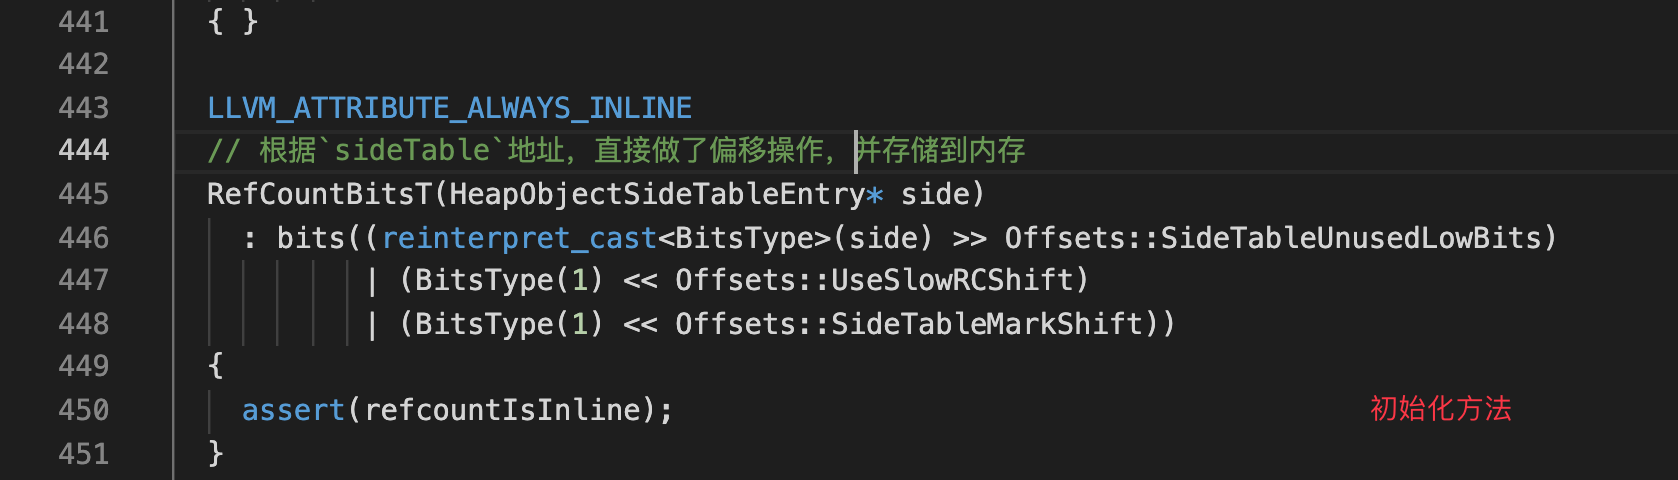 441 { }
442
443 LLVM_ATTRIBUTE_ALWAYS_INLINE
444 // 根据`sideTable`地址，直接做了偏移操作，并存储到内存
445 RefCountBitsT(HeapObjectSideTableEntry* side)
446 : bits((reinterpret_cast<BitsType>(side) >> Offsets::SideTableUnusedLowBits)
447 | (BitsType(1) << Offsets::UseSlowRCShift)
448 | (BitsType(1) << Offsets::SideTableMarkShift))
449 {
450 assert(refcountIsInline); 初始化方法
451 }